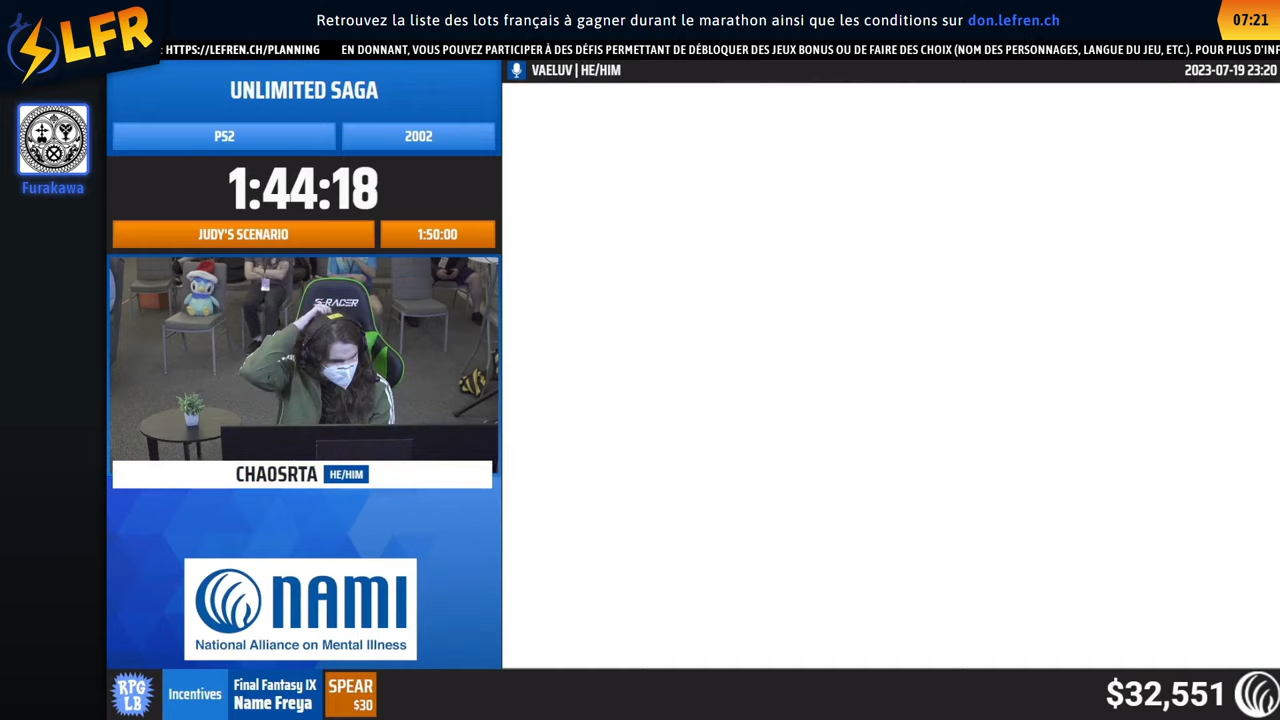 LFR
Retrouvez la liste des lots français à gagner durant le marathon ainsi que les conditions sur don.lefren.ch
07:21
: HTTPS://LEFREN.CH/PLANNING EN DONNANT, VOUS POUVEZ PARTICIPER À DES DÉFIS PERMETTANT DE DÉBLOQUER DES JEUX BONUS OU DE FAIRE DES CHOIX (NOM DES PERSONNAGES, LANGUE DU JEU, ETC.). POUR PLUS D'INF
VAELUV | HE/HIM
2023-07-19 23:20
UNLIMITED SAGA
PS2
2002
1:44:18
JUDY'S SCENARIO
1:50:00
Furakawa
S-RACER
CHAOSRTA HE/HIM
NAMI
National Alliance on Mental Illness
RPG
LB
Incentives
Final Fantasy IX
Name Freya
SPEAR
$30
$32,551